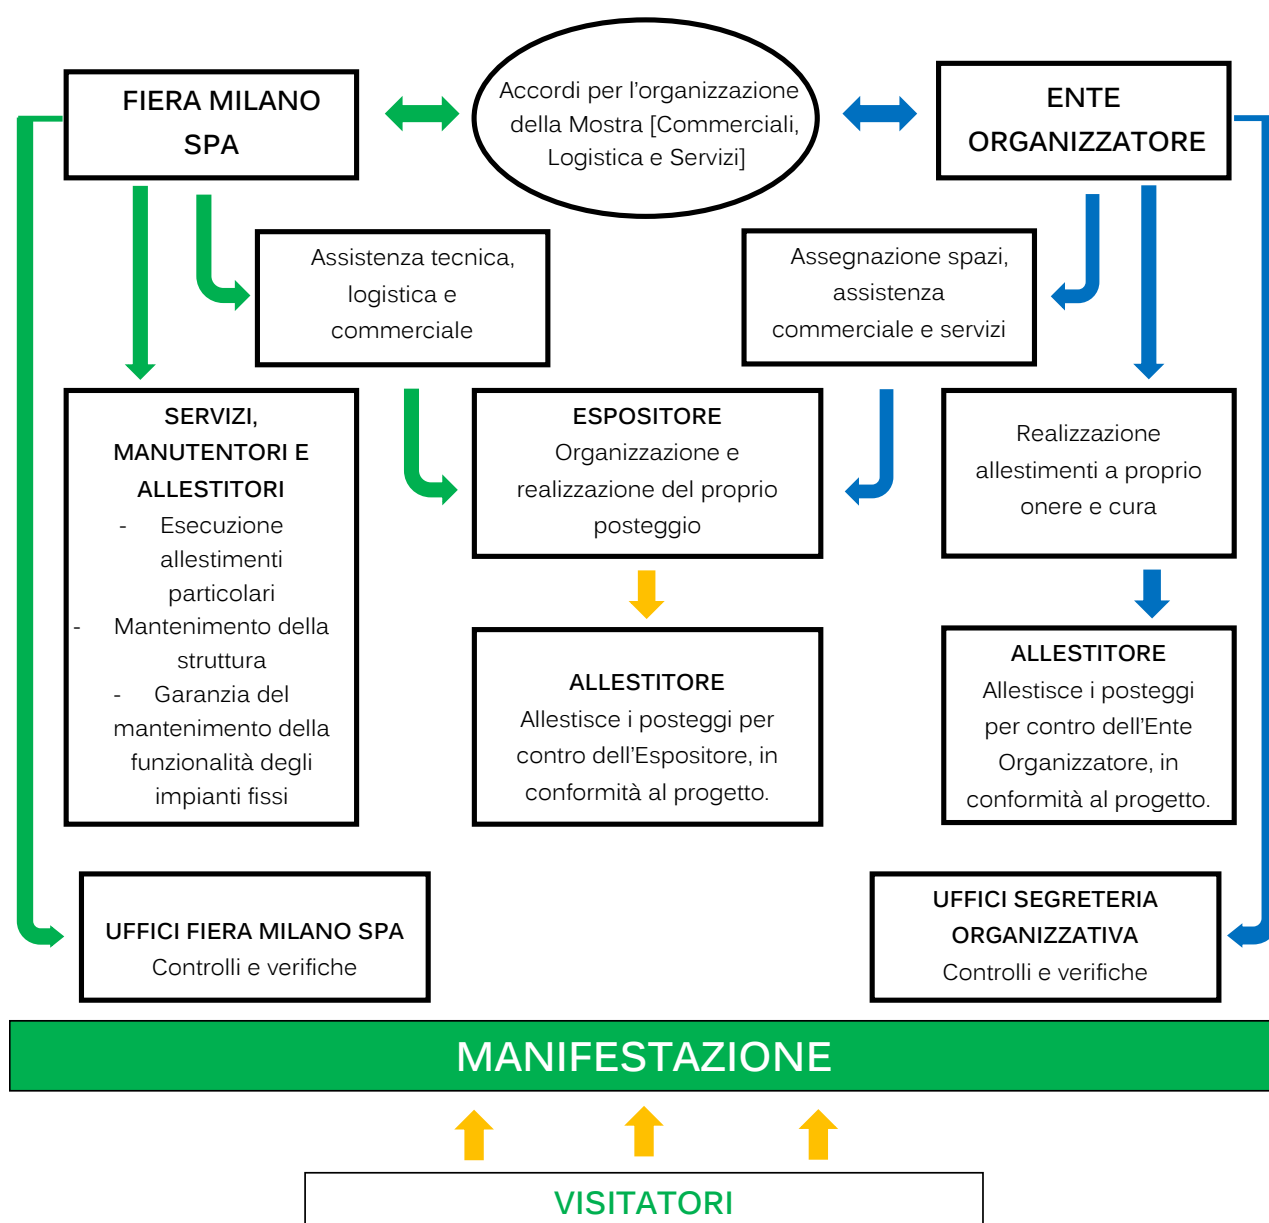 FIERA MILANO
SPA
Accordi per l'organizzazione
della Mostra [Commerciali,
Logistica e Servizi]
ENTE
ORGANIZZATORE
Assistenza tecnica,
logistica e
commerciale
Assegnazione spazi,
assistenza
commerciale e servizi
SERVIZI,
MANUTENTORI E
ALLESTITORI
- Esecuzione
allestimenti
particolari
- Mantenimento della
struttura
- Garanzia del
mantenimento della
funzionalità degli
impianti fissi
ESPOSITORE
Organizzazione e
realizzazione del proprio
posteggio
Realizzazione
allestimenti a proprio
onere e cura
ALLESTITORE
Allestisce i posteggi per
contro dell'Espositore, in
conformità al progetto.
ALLESTITORE
Allestisce i posteggi
per contro dell'Ente
Organizzatore, in
conformità al progetto.
UFFICI FIERA MILANO SPA
Controlli e verifiche
UFFICI SEGRETERIA
ORGANIZZATIVA
Controlli e verifiche
MANIFESTAZIONE
VISITATORI